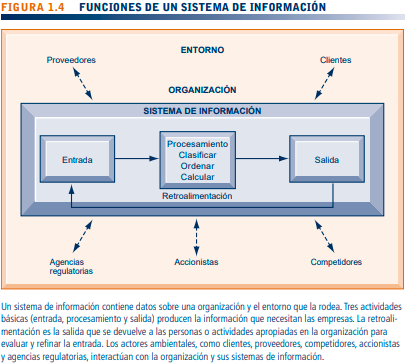 FIGURA 1.4 FUNCIONES DE UN SISTEMA DE INFORMACIÓN
ENTORNO
Proveedores
Clientes
ORGANIZACIÓN
SISTEMA DE INFORMACIÓN
Entrada
Procesamiento
Clasificar
Ordenar
Calcular
Salida
Retroalimentación
Agencias
regulatorias
Accionistas
Competidores
Un sistema de información contiene datos sobre una organización y el entorno que la rodea. Tres actividades
básicas (entrada, procesamiento y salida) producen la información que necesitan las empresas. La retroali-
mentación es la salida que se devuelve a las personas o actividades apropiadas en la organización para
evaluar y refinar la entrada. Los actores ambientales, como clientes, proveedores, competidores, accionistas
y agencias regulatorias, interactúan con la organización y sus sistemas de información.